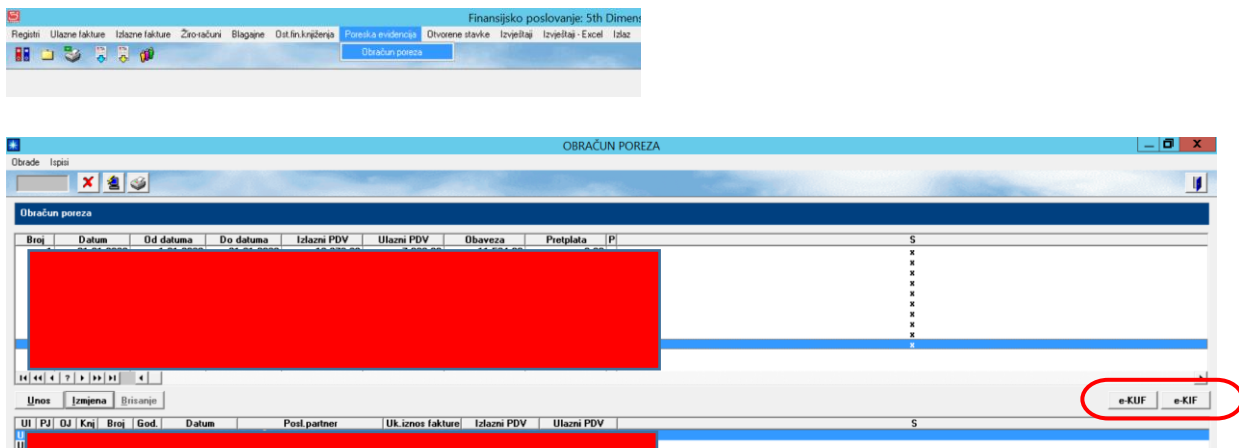 Finansijsko poslovanje: 5th Dimens
Registri Ulazne fakture Izlazne fakture Žiro-računi Blagajne Ost.fin.knjiženja Poreska evidencija Otvorene stavke Izvještaji Izvještaji - Excel Izlaz
Obračun poreza
OBRAČUN POREZA
Obrade Ispisi
Obračun poreza
Broj Datum Od datuma Do datuma Izlazni PDV Ulazni PDV Obaveza Pretplata P S
x
x
x
x
x
x
x
x
x
x
Unos Izmjena Brisanje e-KUF e-KIF
UI PJ OJ Knj Broj God. Datum Posl.partner Uk.iznos fakture Izlazni PDV Ulazni PDV S
U
U